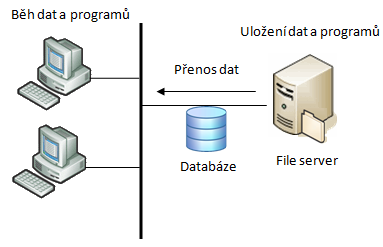 Běh dat a programů
Uložení dat a programů
Přenos dat
Databáze
File server